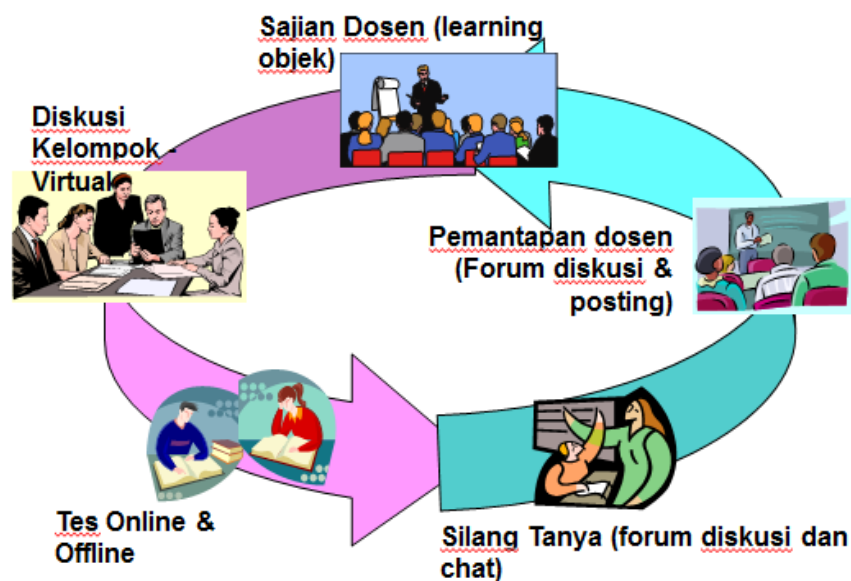 Sajian Dosen (learning
objek)
Diskusi
Kelompok -
Virtual
Pemantapan dosen
(Forum diskusi &
posting)
Tes Online &
Offline
Silang Tanya (forum diskusi dan
chat)